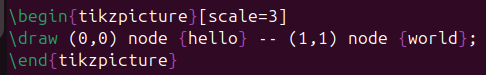 \begin{tikzpicture}[scale=3]
\draw (0,0) node {hello} -- (1,1) node {world};
\end{tikzpicture}